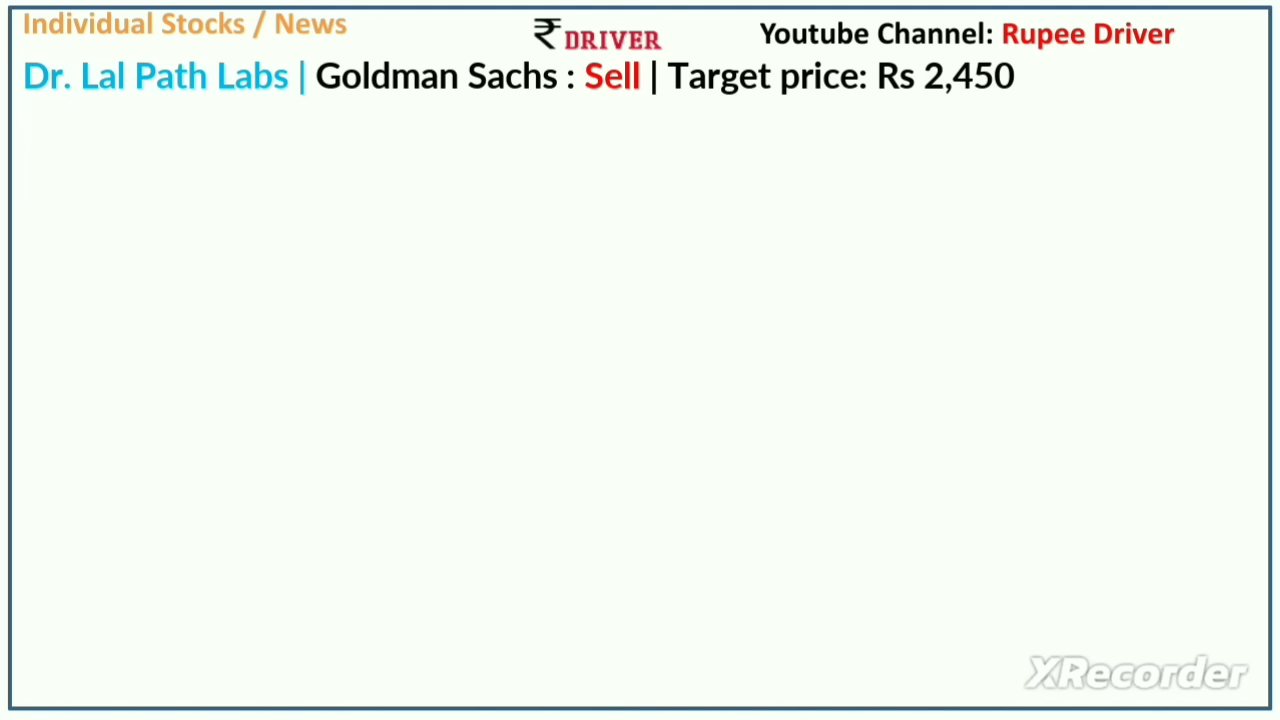 Individual Stocks / News
₹ DRIVER
Youtube Channel: Rupee Driver
Dr. Lal Path Labs | Goldman Sachs : Sell | Target price: Rs 2,450
XRecorder